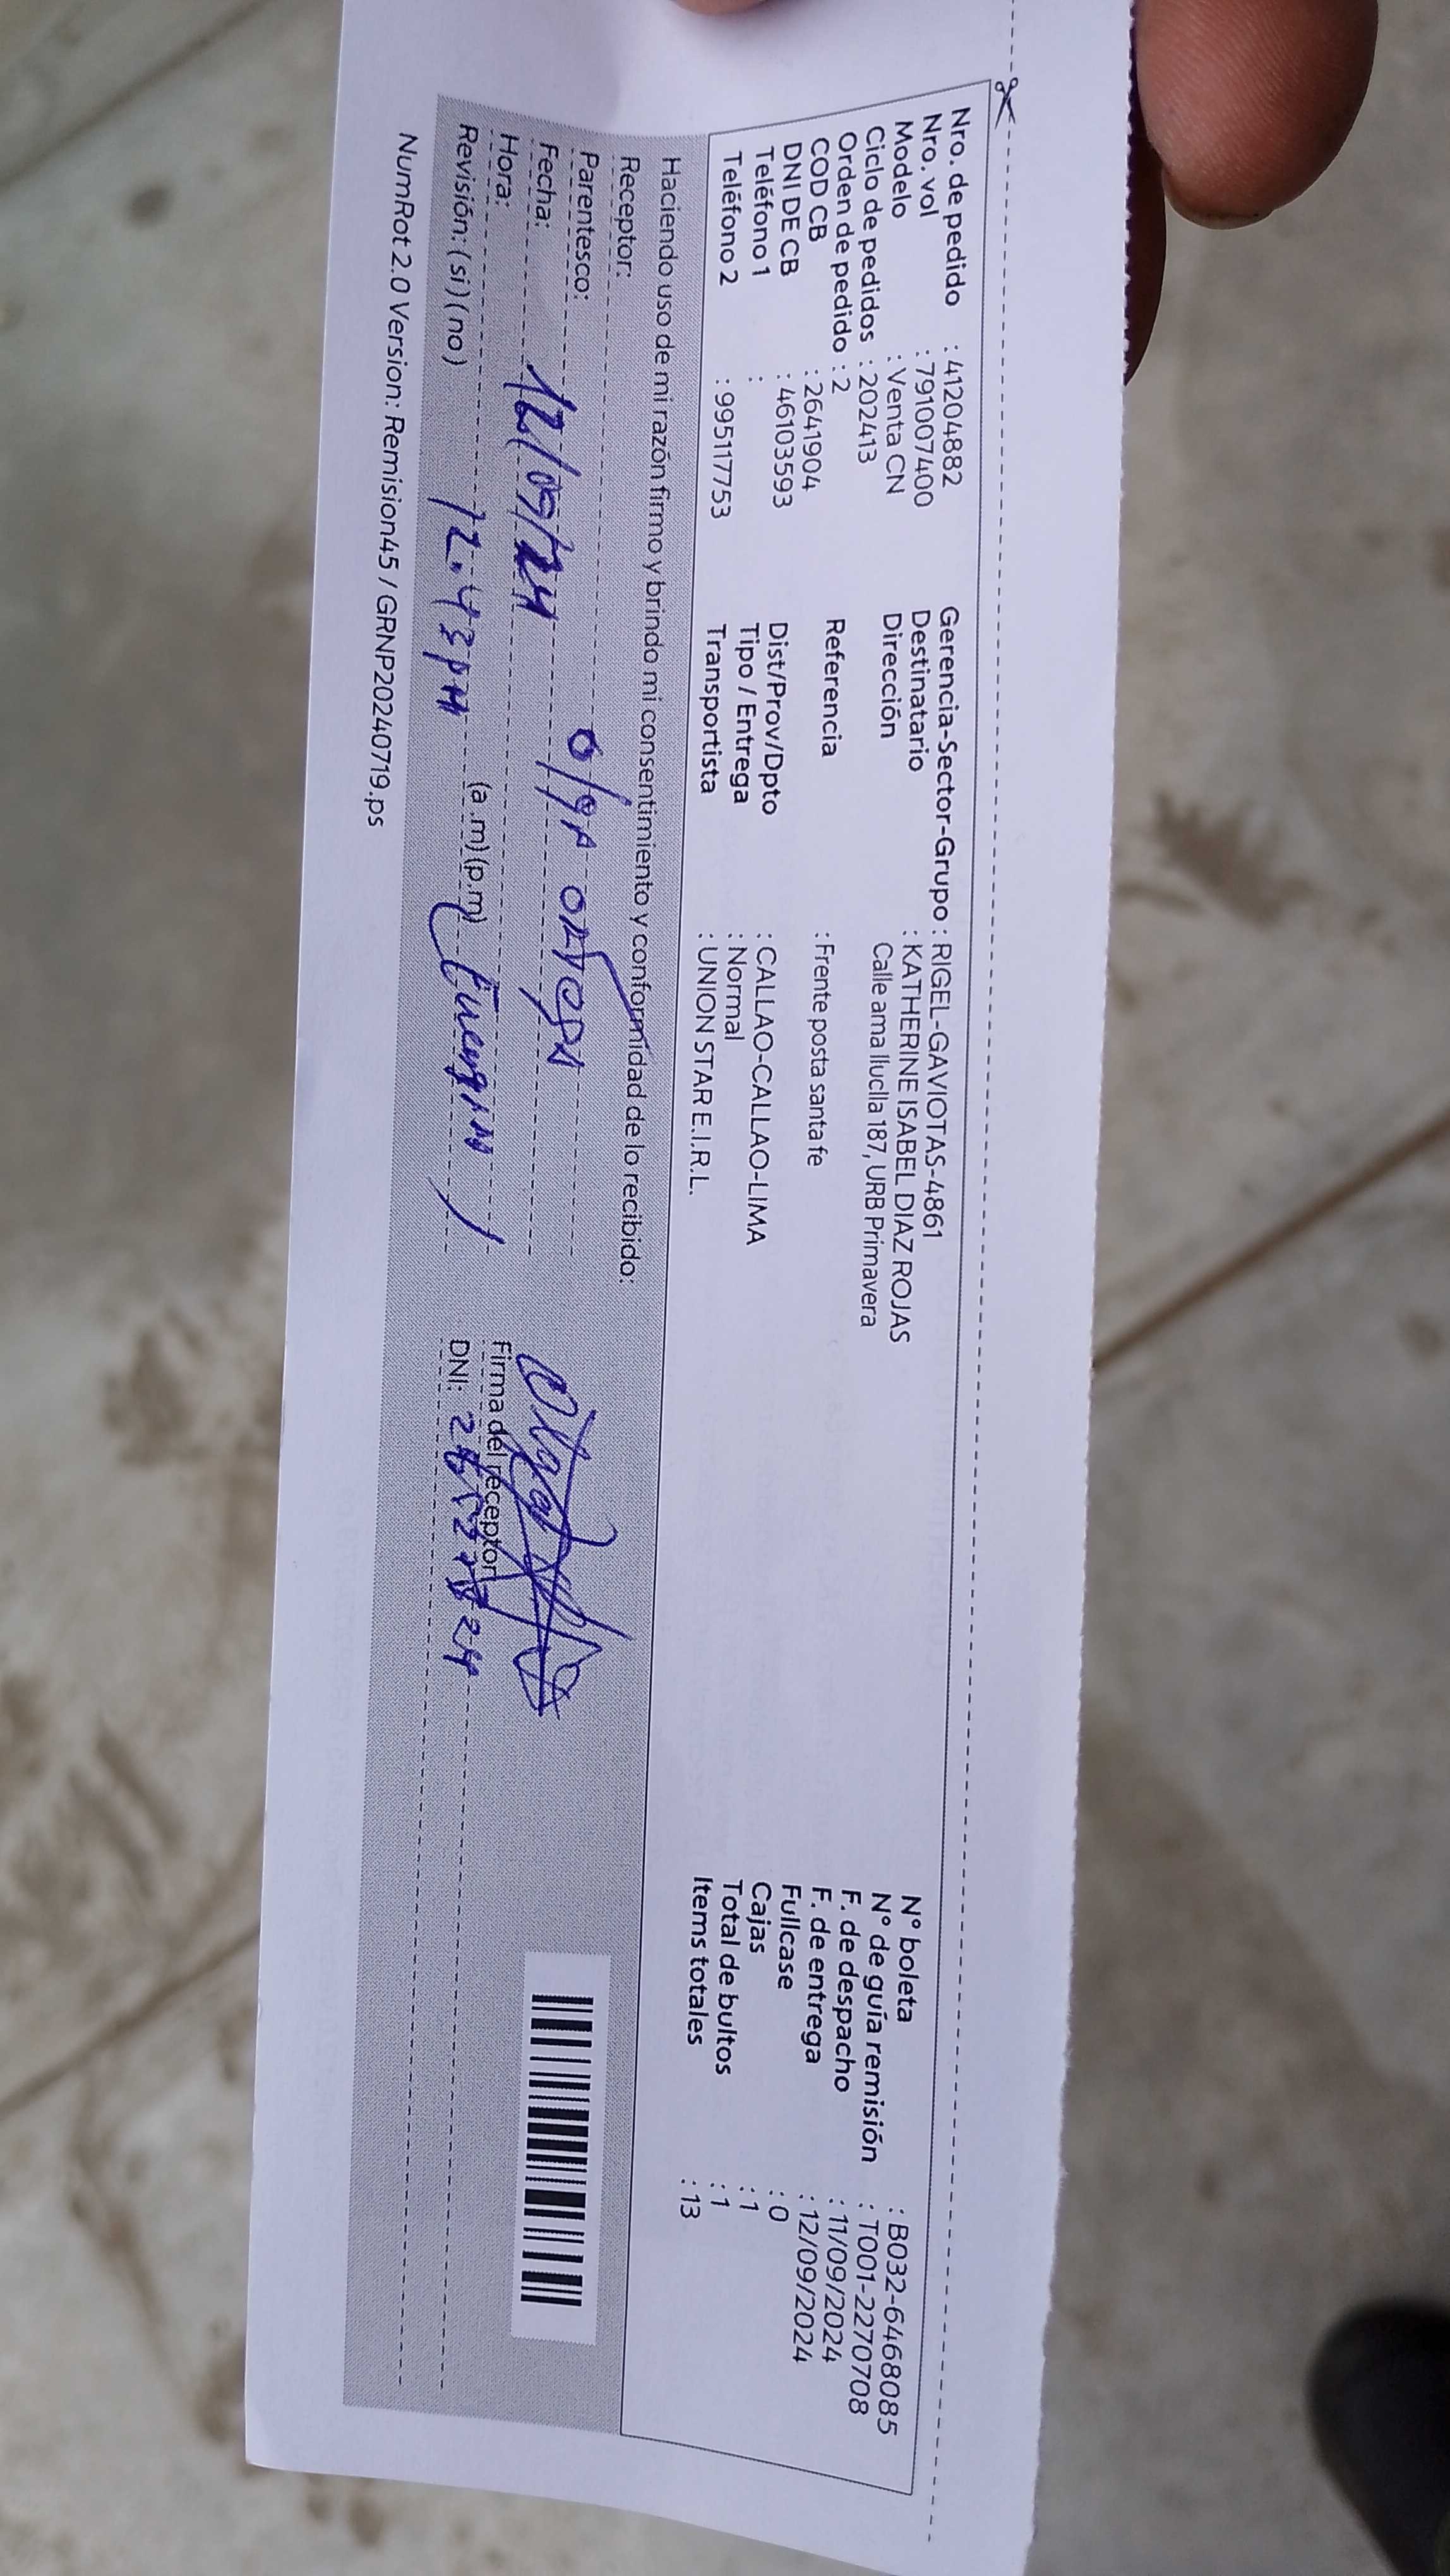 Nro. de pedido : 41204882
Nro. vol : 791007400
Modelo : Venta CN
Ciclo de pedidos : 202413
Orden de pedido : 2
COD CB : 2641904
DNI DE CB : 46103593
Teléfono 1 :
Teléfono 2 : 995117753
Gerencia-Sector-Grupo : RIGEL-GAVIOTAS-4861
Destinatario : KATHERINE ISABEL DIAZ ROJAS
Dirección Calle ama lluclla 187, URB Primavera
Referencia : Frente posta santa fe
Dist/Prov/Dpto : CALLAO-CALLAO-LIMA
Tipo / Entrega : Normal
Transportista : UNION STAR E.I.R.L.
N° boleta : B032-6468085
N° de guía remisión : T001-2270708
F. de despacho : 11/09/2024
F. de entrega : 12/09/2024
Fullcase : 0
Cajas : 1
Total de bultos : 1
Items totales : 13
Haciendo uso de mi razón firmo y brindo mi consentimiento y conformidad de lo recibido:
Receptor:
Parentesco:
Fecha: 12/09/24
Hora: 12.43pm (a.m)(p.m)
Revisión: (si) (no)
Firma del receptor
DNI:
NumRot 2.0 Version: Remision45 / GRNP20240719.ps